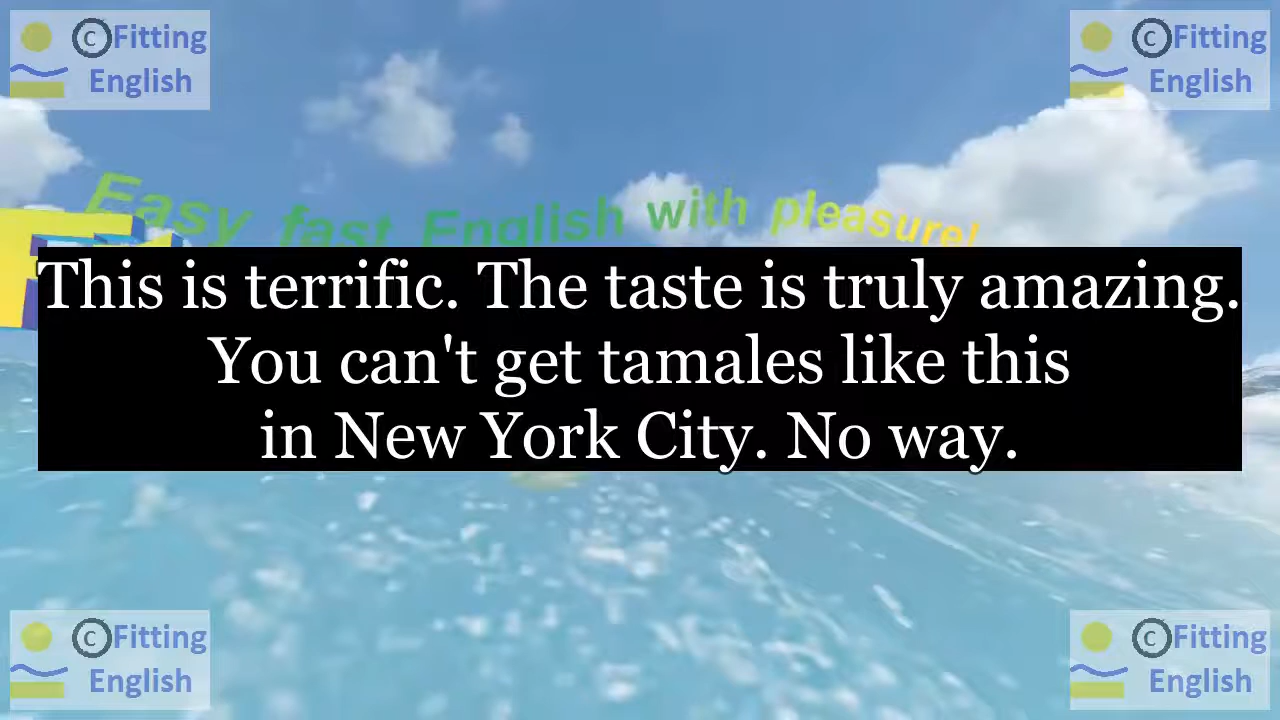 ©Fitting
English
©Fitting
English
Easy fast English with pleasure!
This is terrific. The taste is truly amazing.
You can't get tamales like this
in New York City. No way.
©Fitting
English
©Fitting
English